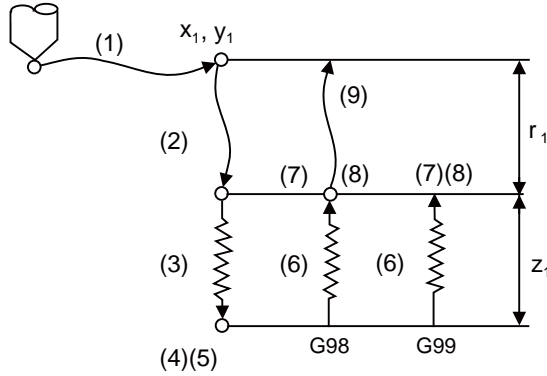 (1)
x1, y1
(9)
(2)
r1
(7) (8) (7)(8)
(3) (6) (6) z1
(4)(5)
G98 G99